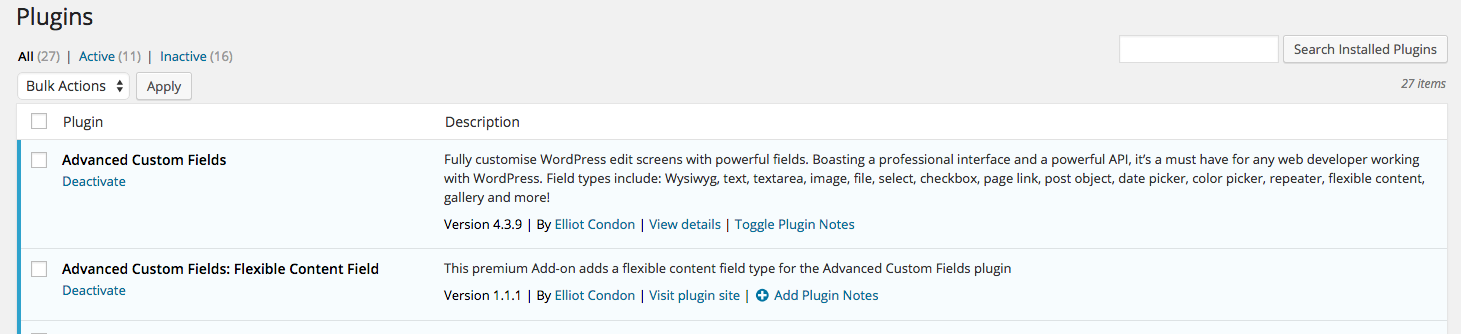 Plugins
All (27) | Active (11) | Inactive (16)
Search Installed Plugins
Bulk Actions Apply
27 items
Plugin Description
Advanced Custom Fields
Deactivate
Fully customise WordPress edit screens with powerful fields. Boasting a professional interface and a powerful API, it's a must have for any web developer working
with WordPress. Field types include: Wysiwyg, text, textarea, image, file, select, checkbox, page link, post object, date picker, color picker, repeater, flexible content,
gallery and more!
Version 4.3.9 | By Elliot Condon | View details | Toggle Plugin Notes
Advanced Custom Fields: Flexible Content Field
Deactivate
This premium Add-on adds a flexible content field type for the Advanced Custom Fields plugin
Version 1.1.1 | By Elliot Condon | Visit plugin site | Add Plugin Notes